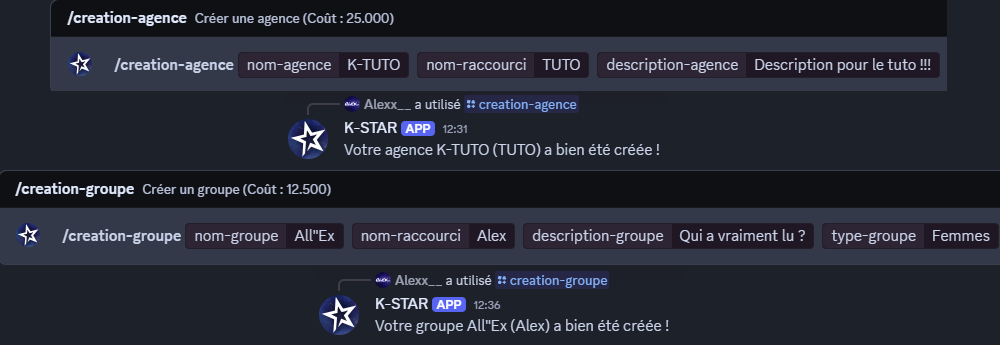 /creation-agence Créer une agence (Coût : 25.000)
/creation-agence nom-agence K-TUTO nom-raccourci TUTO description-agence Description pour le tuto !!!
Alexx__ a utilisé creation-agence
K-STAR APP 12:31
Votre agence K-TUTO (TUTO) a bien été créée !
/creation-groupe Créer un groupe (Coût : 12.500)
/creation-groupe nom-groupe All"Ex nom-raccourci Alex description-groupe Qui a vraiment lu ? type-groupe Femmes
Alexx__ a utilisé creation-groupe
K-STAR APP 12:36
Votre groupe All"Ex (Alex) a bien été créée !